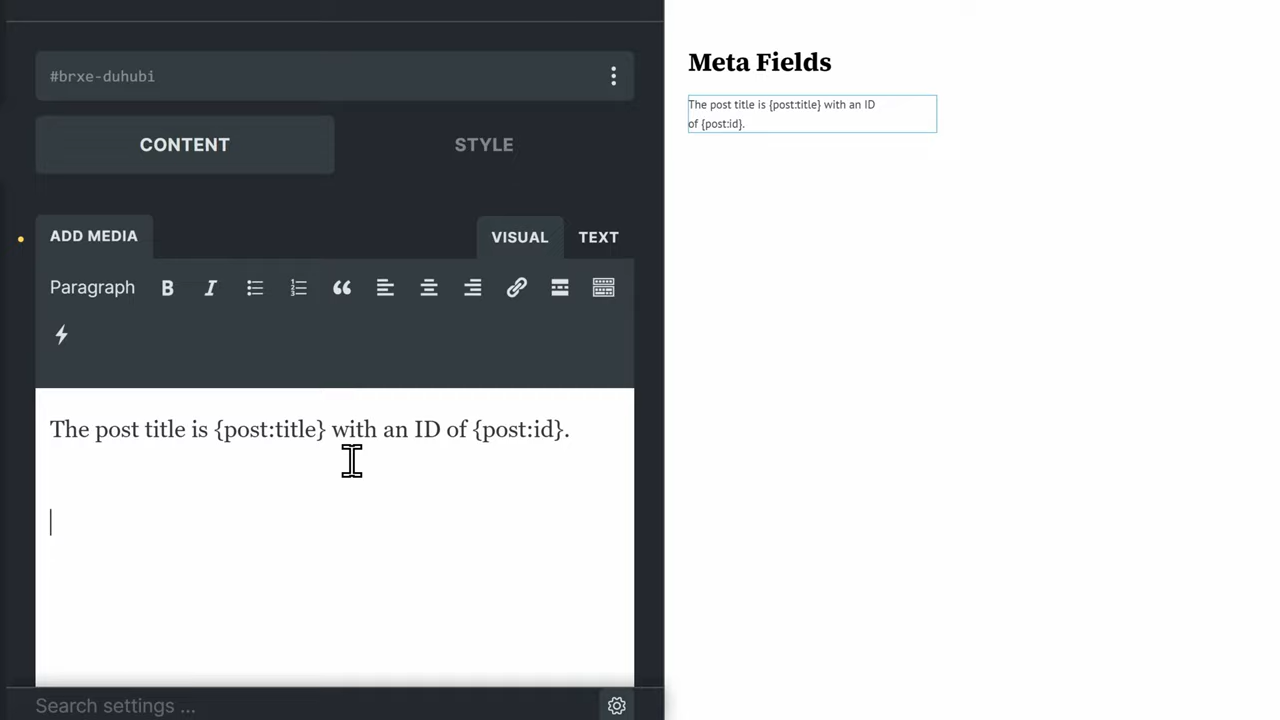 #brxe-duhubi
CONTENT
STYLE
ADD MEDIA
VISUAL
TEXT
Paragraph
The post title is {post:title} with an ID of {post:id}.
Search settings ...
Meta Fields
The post title is {post:title} with an ID
of {post:id}.